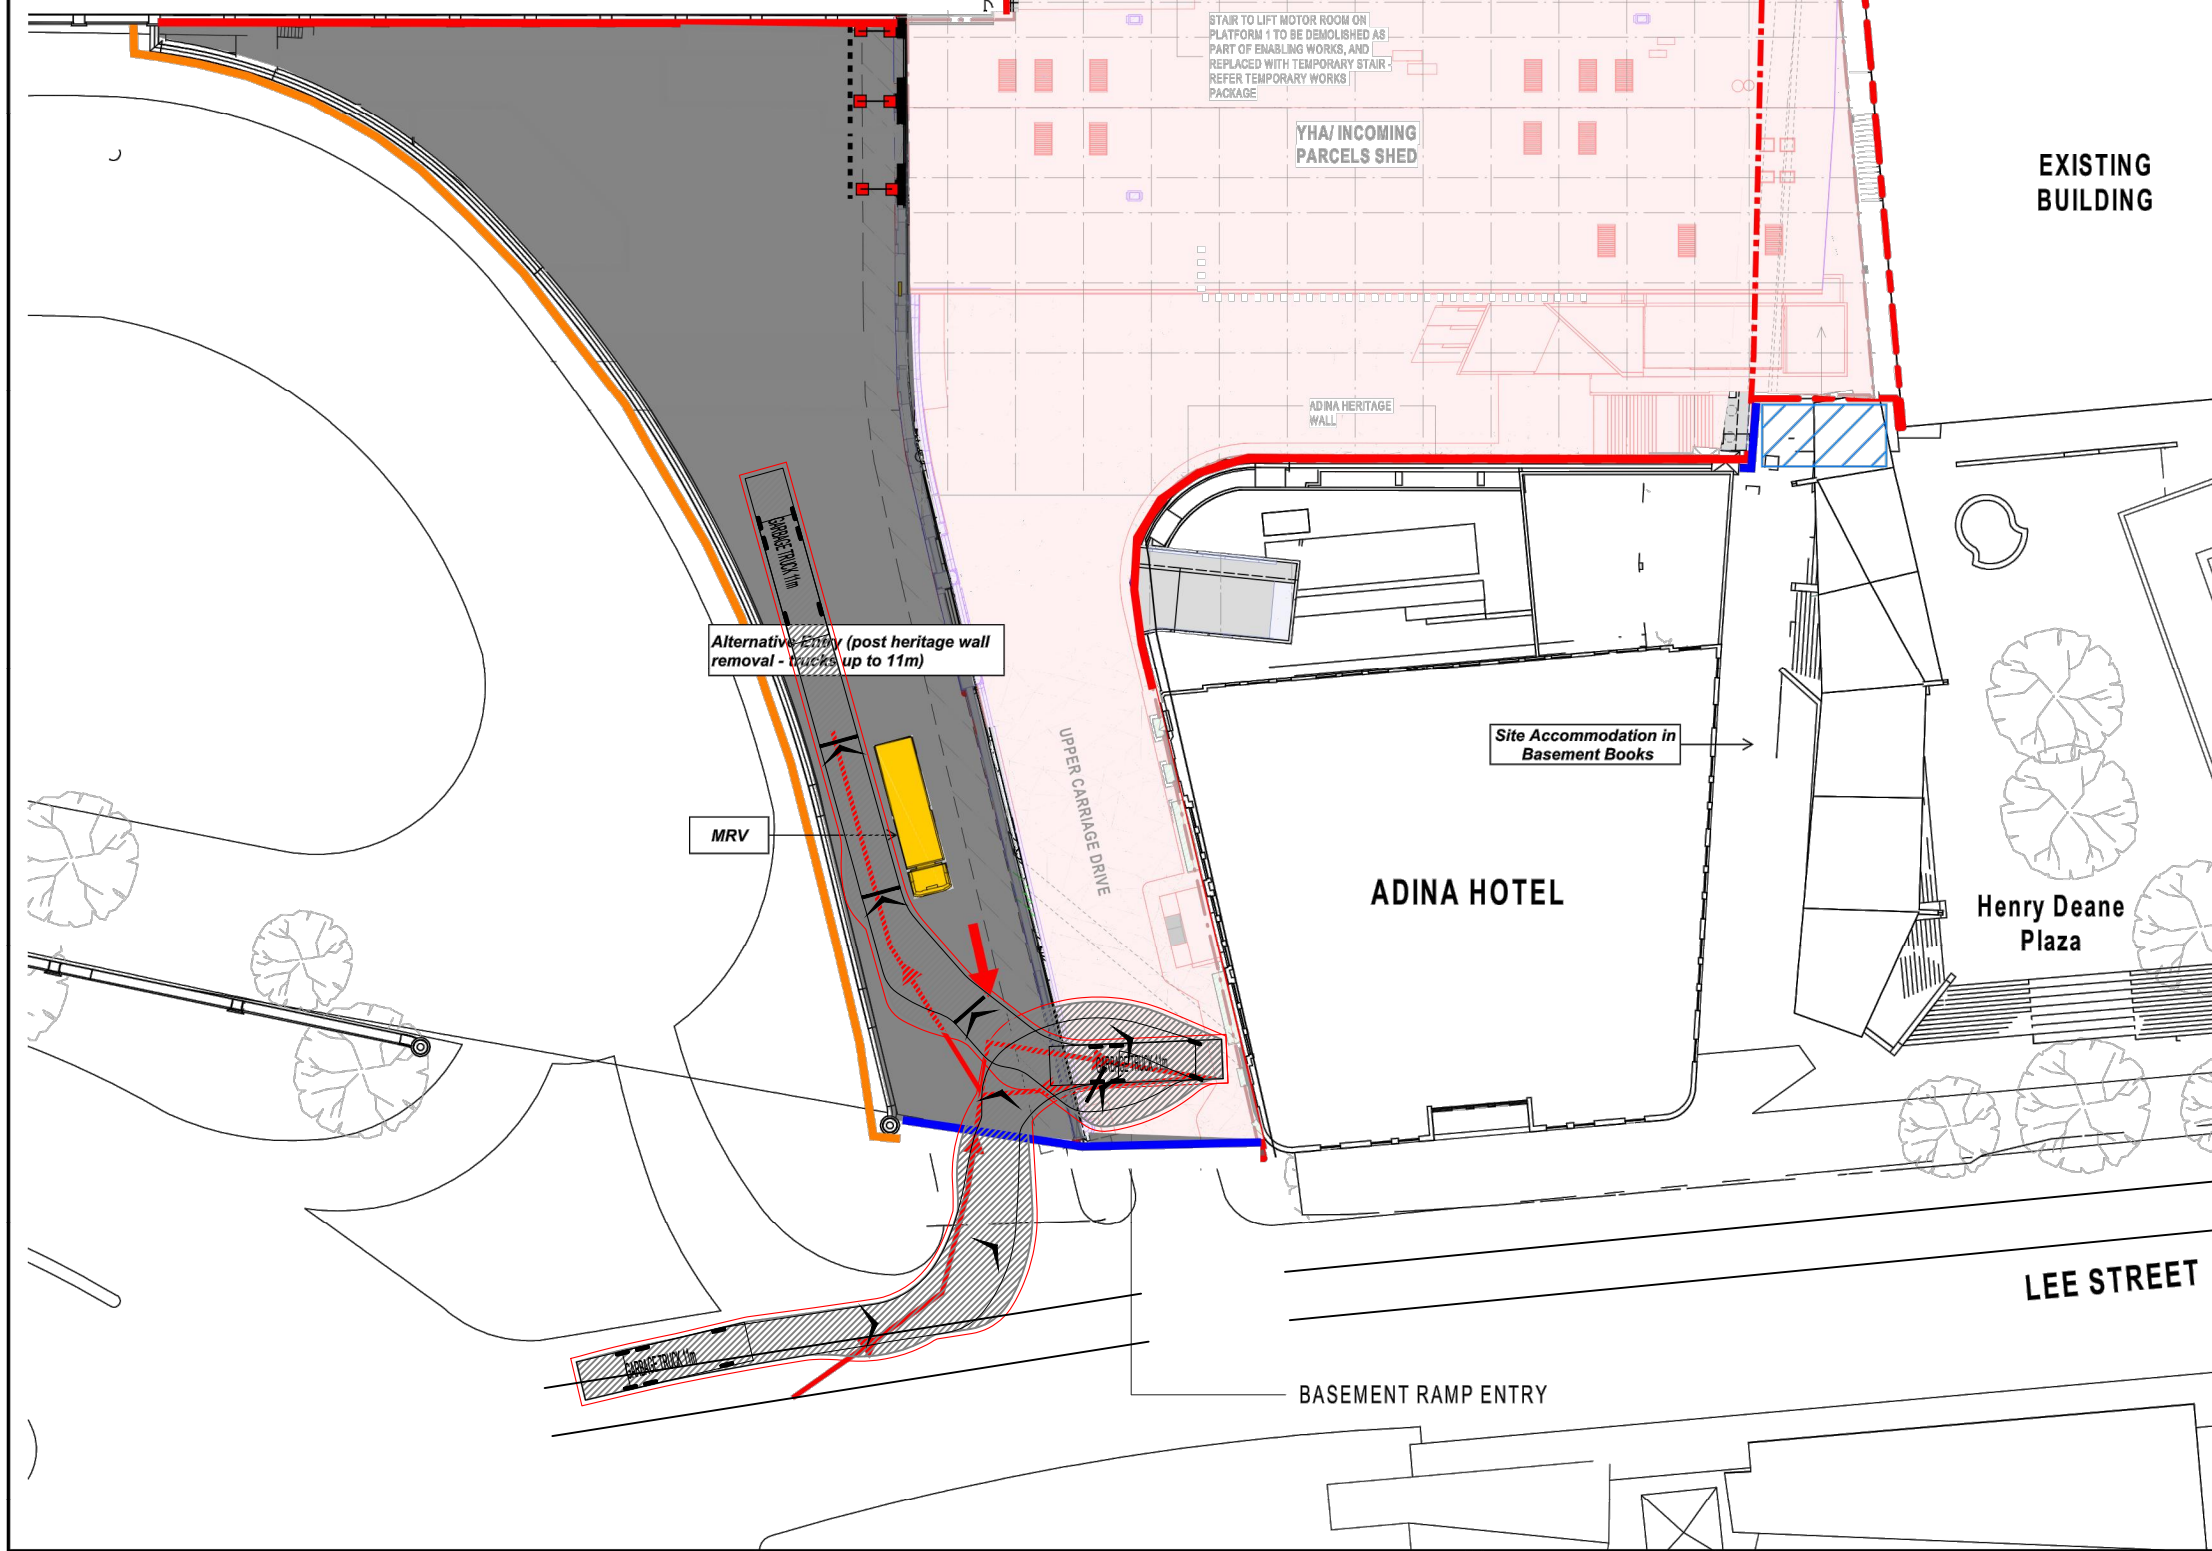 STAIR TO LIFT MOTOR ROOM ON
PLATFORM 1 TO BE DEMOLISHED AS
PART OF ENABLING WORKS, AND
REPLACED WITH TEMPORARY STAIR -
REFER TEMPORARY WORKS
PACKAGE
YHA/ INCOMING
PARCELS SHED
EXISTING
BUILDING
ADINA HERITAGE
WALL
GARBAGE TRUCK 11m
Alternative Entry (post heritage wall
removal - trucks up to 11m)
UPPER CARRIAGE DRIVE
Site Accommodation in
Basement Books
MRV
ADINA HOTEL
Henry Deane
Plaza
GARBAGE TRUCK 11m
LEE STREET
GARBAGE TRUCK 11m
BASEMENT RAMP ENTRY